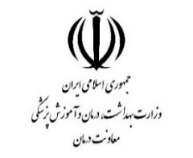 جمهوری اسلامی ایران
وزارت بهداشت، درمان و آموزش پزشکی
معاونت درمان